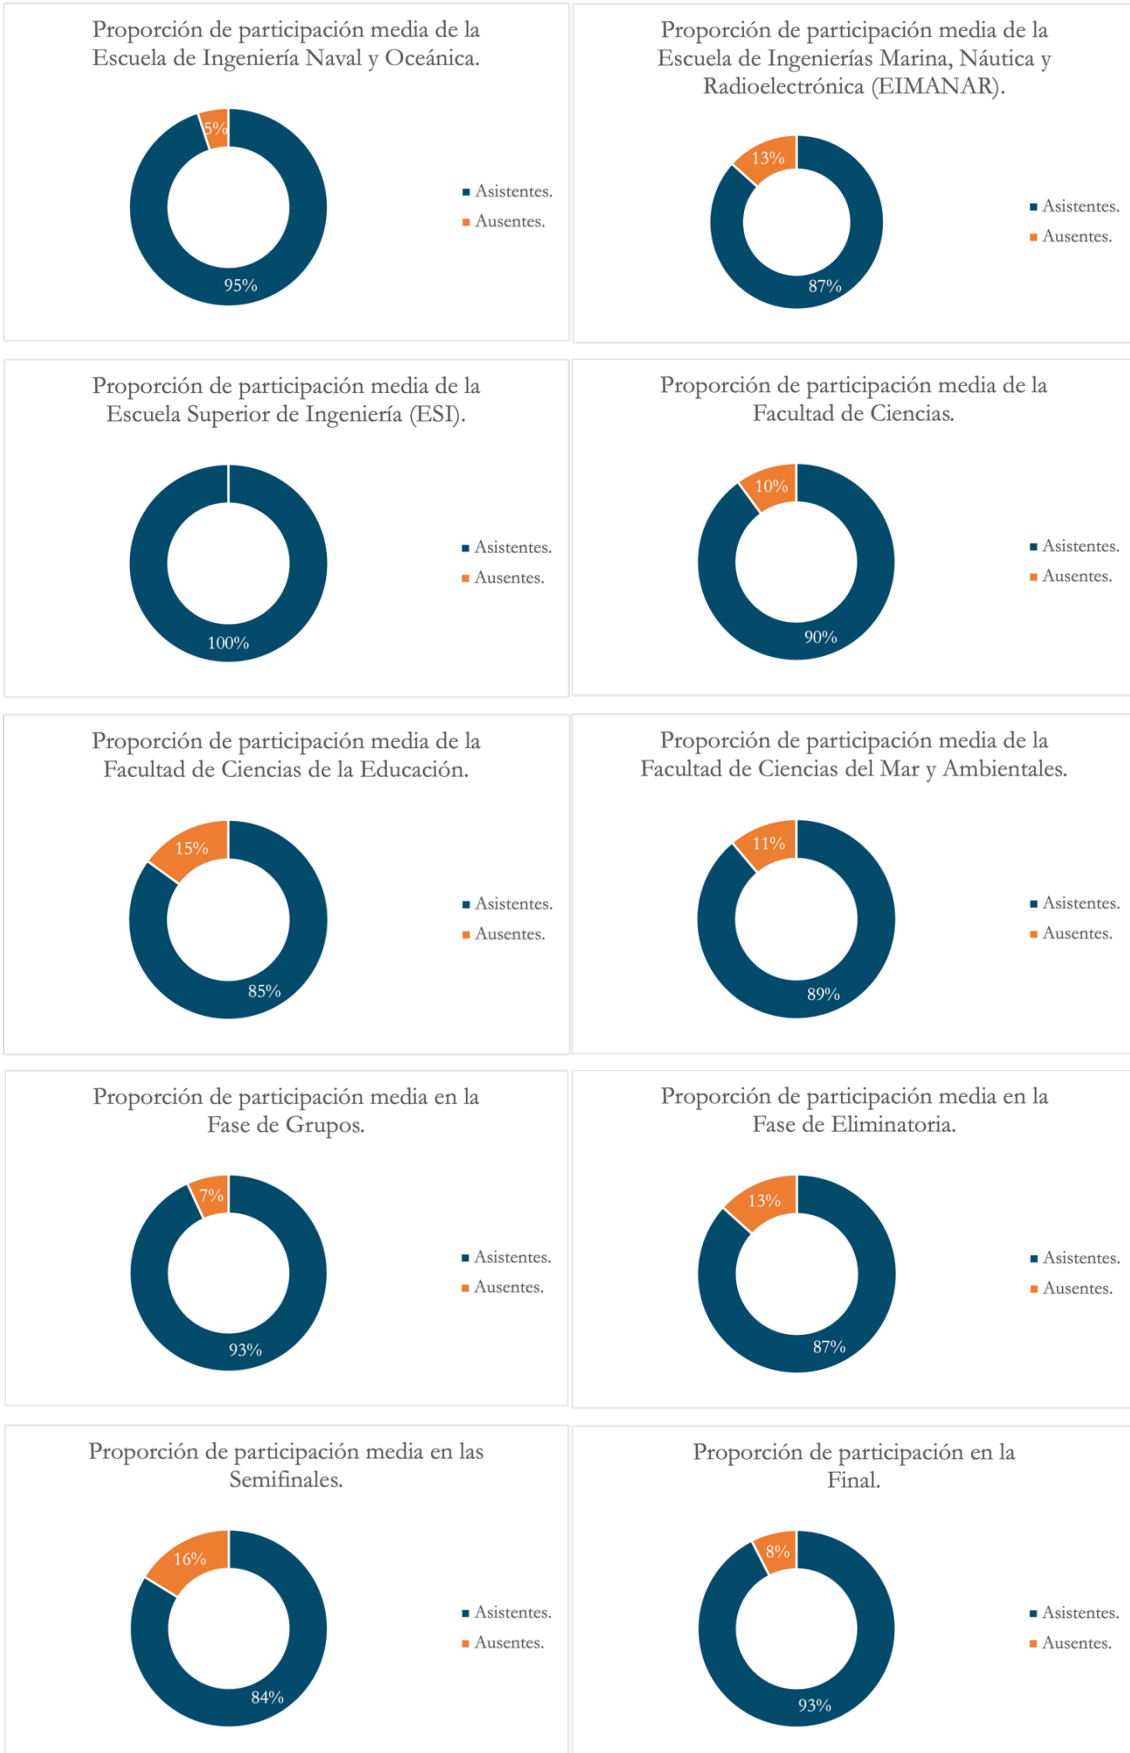 Proporción de participación media de la
Escuela de Ingeniería Naval y Oceánica.
5%
95%
Asistentes.
Ausentes.
Proporción de participación media de la
Escuela de Ingenierías Marina, Náutica y
Radioelectrónica (EIMANAR).
13%
87%
Asistentes.
Ausentes.
Proporción de participación media de la
Escuela Superior de Ingeniería (ESI).
100%
Asistentes.
Ausentes.
Proporción de participación media de la
Facultad de Ciencias.
10%
90%
Asistentes.
Ausentes.
Proporción de participación media de la
Facultad de Ciencias de la Educación.
15%
85%
Asistentes.
Ausentes.
Proporción de participación media de la
Facultad de Ciencias del Mar y Ambientales.
11%
89%
Asistentes.
Ausentes.
Proporción de participación media en la
Fase de Grupos.
7%
93%
Asistentes.
Ausentes.
Proporción de participación media en la
Fase de Eliminatoria.
13%
87%
Asistentes.
Ausentes.
Proporción de participación media en las
Semifinales.
16%
84%
Asistentes.
Ausentes.
Proporción de participación en la
Final.
8%
93%
Asistentes.
Ausentes.